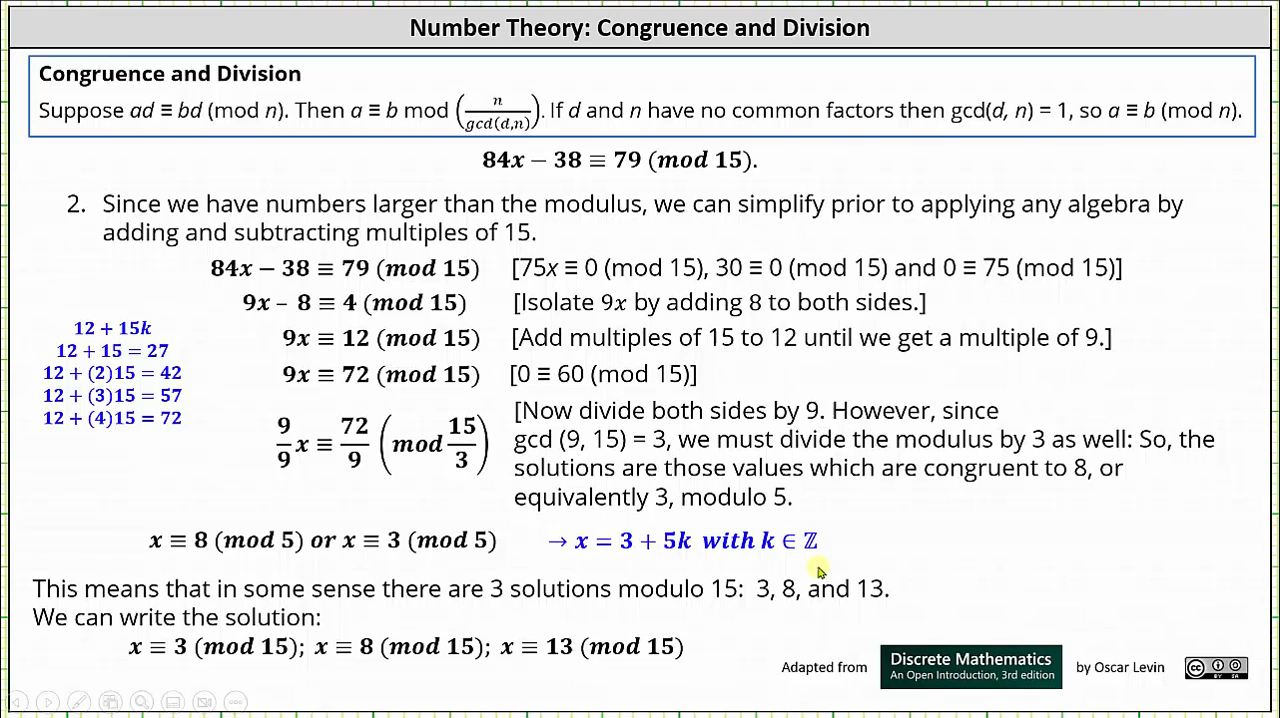 Number Theory: Congruence and Division
Congruence and Division
Suppose ad ≡ bd (mod n). Then a ≡ b mod (n/gcd(d,n)). If d and n have no common factors then gcd(d, n) = 1, so a ≡ b (mod n).
84x − 38 ≡ 79 (mod 15).
2. Since we have numbers larger than the modulus, we can simplify prior to applying any algebra by
adding and subtracting multiples of 15.
84x − 38 ≡ 79 (mod 15) [75x ≡ 0 (mod 15), 30 ≡ 0 (mod 15) and 0 ≡ 75 (mod 15)]
9x – 8 ≡ 4 (mod 15) [Isolate 9x by adding 8 to both sides.]
12 + 15k
9x ≡ 12 (mod 15) [Add multiples of 15 to 12 until we get a multiple of 9.]
12 + 15 = 27
12 + (2)15 = 42
9x ≡ 72 (mod 15) [0 ≡ 60 (mod 15)]
12 + (3)15 = 57
12 + (4)15 = 72
9/9 x ≡ 72/9 (mod 15/3)
[Now divide both sides by 9. However, since
gcd (9, 15) = 3, we must divide the modulus by 3 as well: So, the
solutions are those values which are congruent to 8, or
equivalently 3, modulo 5.
x ≡ 8 (mod 5) or x ≡ 3 (mod 5) → x = 3 + 5k with k ∈ ℤ
This means that in some sense there are 3 solutions modulo 15: 3, 8, and 13.
We can write the solution:
x ≡ 3 (mod 15); x ≡ 8 (mod 15); x ≡ 13 (mod 15)
Adapted from
Discrete Mathematics
An Open Introduction, 3rd edition
by Oscar Levin
cc BY SA